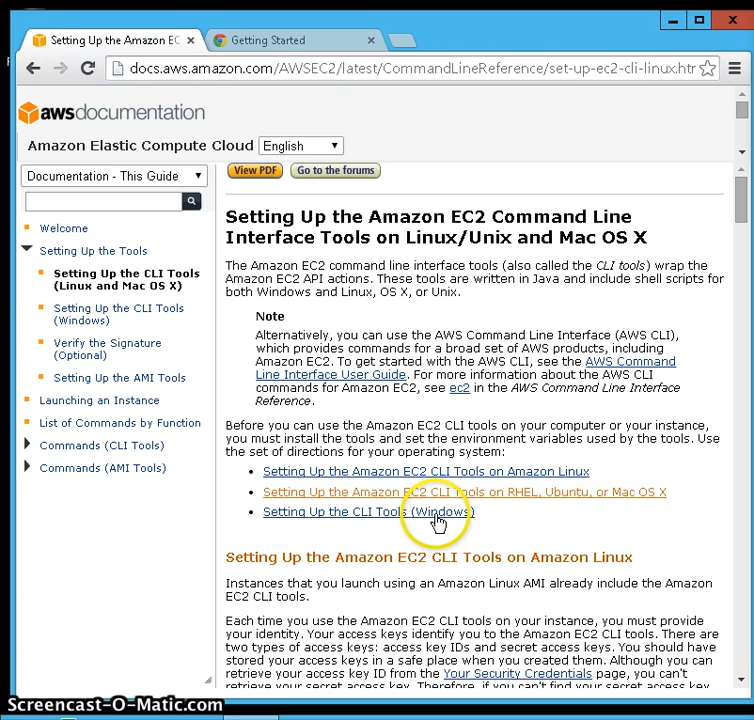 Setting Up the Amazon E
Getting Started
docs.aws.amazon.com/AWSEC2/latest/CommandLineReference/set-up-ec2-cli-linux.htr
awsdocumentation
Amazon Elastic Compute Cloud
English
Documentation - This Guide
View PDF
Go to the forums
Welcome
Setting Up the Tools
Setting Up the CLI Tools
(Linux and Mac OS X)
Setting Up the CLI Tools
(Windows)
Verify the Signature
(Optional)
Setting Up the AMI Tools
Launching an Instance
List of Commands by Function
Commands (CLI Tools)
Commands (AMI Tools)
Setting Up the Amazon EC2 Command Line
Interface Tools on Linux/Unix and Mac OS X
The Amazon EC2 command line interface tools (also called the CLI tools) wrap the
Amazon EC2 API actions. These tools are written in Java and include shell scripts for
both Windows and Linux, OS X, or Unix.
Note
Alternatively, you can use the AWS Command Line Interface (AWS CLI),
which provides commands for a broad set of AWS products, including
Amazon EC2. To get started with the AWS CLI, see the AWS Command
Line Interface User Guide. For more information about the AWS CLI
commands for Amazon EC2, see ec2 in the AWS Command Line Interface
Reference.
Before you can use the Amazon EC2 CLI tools on your computer or your instance,
you must install the tools and set the environment variables used by the tools. Use
the set of directions for your operating system:
Setting Up the Amazon EC2 CLI Tools on Amazon Linux
Setting Up the Amazon EC2 CLI Tools on RHEL, Ubuntu, or Mac OS X
Setting Up the CLI Tools (Windows)
Setting Up the Amazon EC2 CLI Tools on Amazon Linux
Instances that you launch using an Amazon Linux AMI already include the Amazon
EC2 CLI tools.
Each time you use the Amazon EC2 CLI tools on your instance, you must provide
your identity. Your access keys identify you to the Amazon EC2 CLI tools. There are
two types of access keys: access key IDs and secret access keys. You should have
stored your access keys in a safe place when you created them. Although you can
retrieve your access key ID from the Your Security Credentials page, you can't
retrieve your secret access key. Therefore, if you can't find your secret access key
Screencast-O-Matic.com